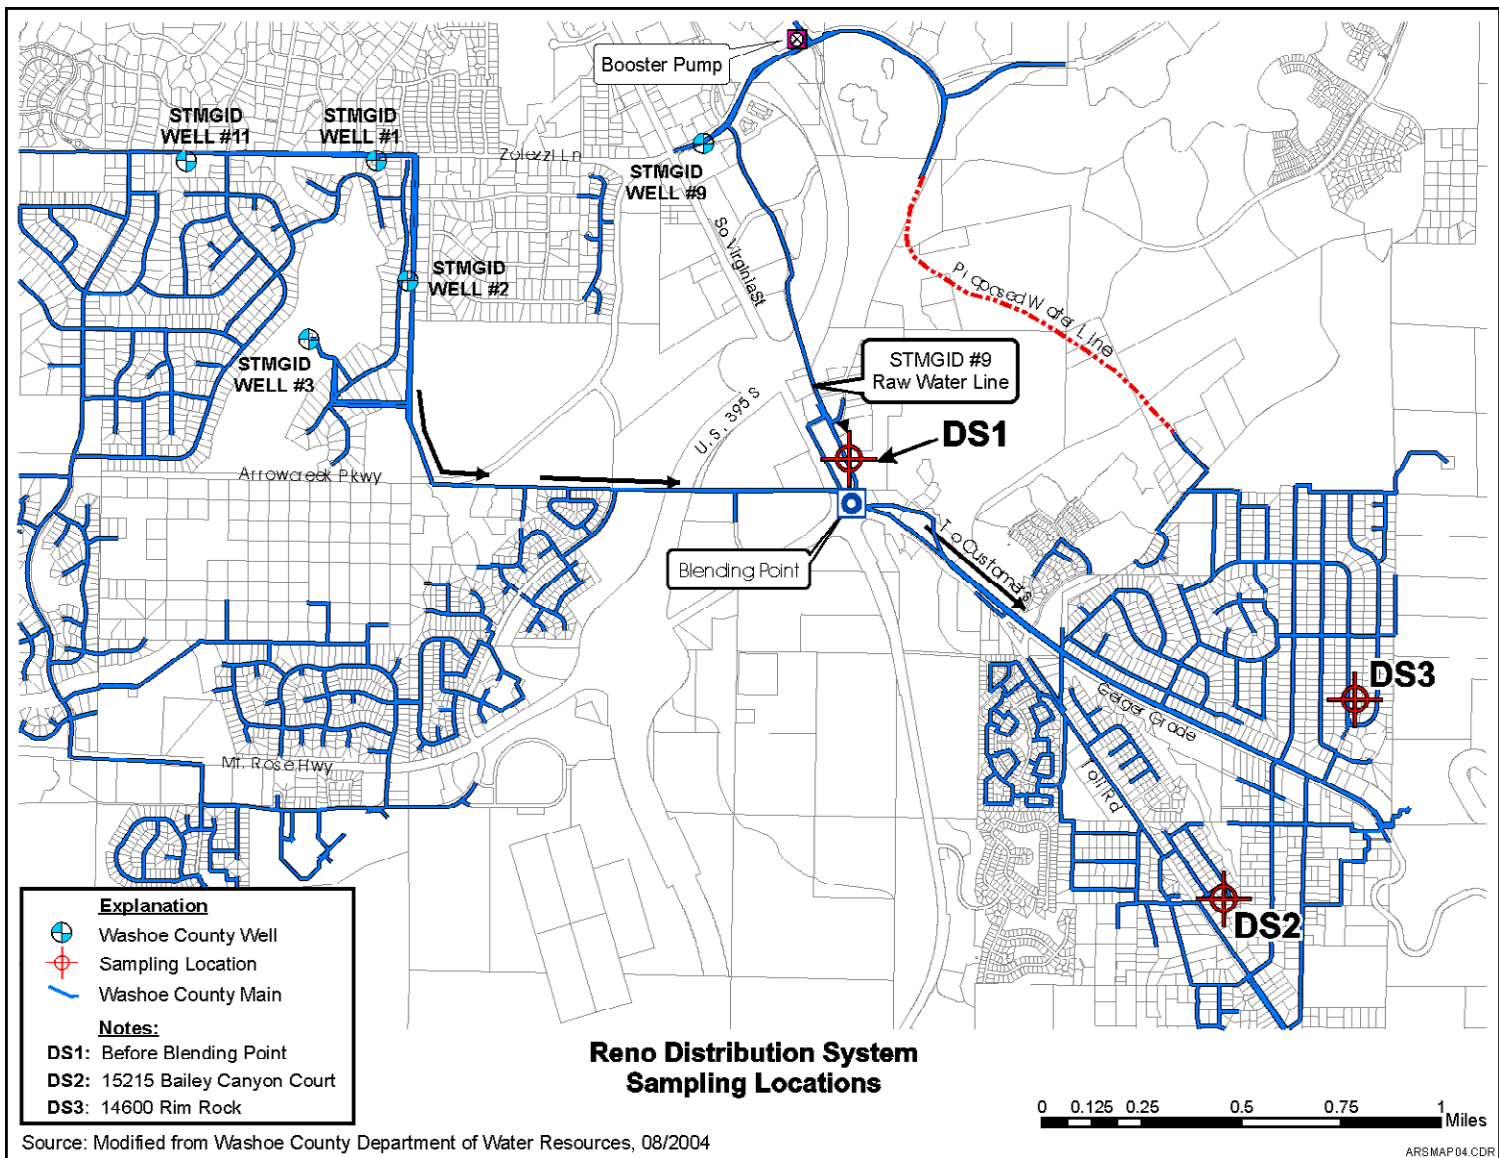 Booster Pump
STMGID
WELL #11
STMGID
WELL #1
Zolezzi Ln
STMGID
WELL #9
So Virginia St
STMGID
WELL #2
Proposed Water Line
STMGID
WELL #3
STMGID #9
Raw Water Line
U.S. 395 S
DS1
Arrowcreek Pkwy
To Customers
Blending Point
DS3
Geiger Grade
Mt. Rose Hwy
Toll Rd
DS2
Explanation
Washoe County Well
Sampling Location
Washoe County Main
Notes:
DS1: Before Blending Point
DS2: 15215 Bailey Canyon Court
DS3: 14600 Rim Rock
Reno Distribution System
Sampling Locations
0 0.125 0.25 0.5 0.75 1
Miles
Source: Modified from Washoe County Department of Water Resources, 08/2004
ARSMAP04.CDR